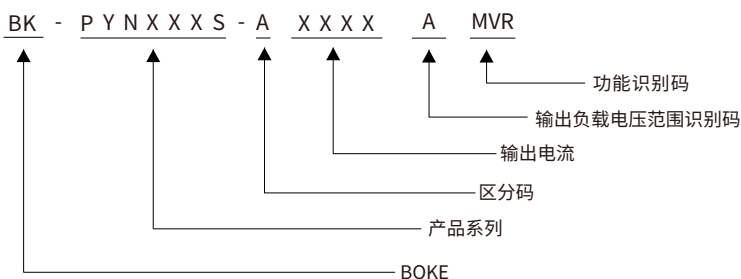 BK - PYNXXXS - A XXXX A MVR
功能识别码
输出负载电压范围识别码
输出电流
区分码
产品系列
BOKE